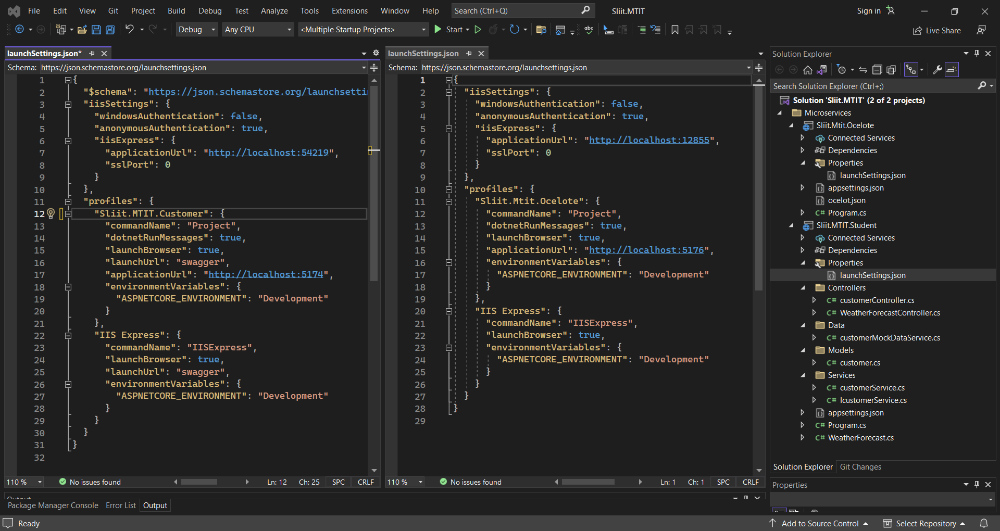 File Edit View Git Project Build Debug Test Analyze Tools Extensions Window Help Search (Ctrl+Q) Sliit.MTIT Sign in
Debug Any CPU <Multiple Startup Projects> Start abc Live Share
launchSettings.json*
Schema: https://json.schemastore.org/launchsettings.json
1 {
2 "$schema": "https://json.schemastore.org/launchsetti
3 "iisSettings": {
4 "windowsAuthentication": false,
5 "anonymousAuthentication": true,
6 "iisExpress": {
7 "applicationUrl": "http://localhost:54219",
8 "sslPort": 0
9 }
10 },
11 "profiles": {
12 "Sliit.MTIT.Customer": {
13 "commandName": "Project",
14 "dotnetRunMessages": true,
15 "launchBrowser": true,
16 "launchUrl": "swagger",
17 "applicationUrl": "http://localhost:5174",
18 "environmentVariables": {
19 "ASPNETCORE_ENVIRONMENT": "Development"
20 }
21 },
22 "IIS Express": {
23 "commandName": "IISExpress",
24 "launchBrowser": true,
25 "launchUrl": "swagger",
26 "environmentVariables": {
27 "ASPNETCORE_ENVIRONMENT": "Development"
28 }
29 }
30 }
31 }
32
110 % No issues found Ln: 12 Ch: 25 SPC CRLF
launchSettings.json
Schema: https://json.schemastore.org/launchsettings.json
1 {
2 "iisSettings": {
3 "windowsAuthentication": false,
4 "anonymousAuthentication": true,
5 "iisExpress": {
6 "applicationUrl": "http://localhost:12855",
7 "sslPort": 0
8 }
9 },
10 "profiles": {
11 "Sliit.Mtit.Ocelote": {
12 "commandName": "Project",
13 "dotnetRunMessages": true,
14 "launchBrowser": true,
15 "applicationUrl": "http://localhost:5176",
16 "environmentVariables": {
17 "ASPNETCORE_ENVIRONMENT": "Development"
18 }
19 },
20 "IIS Express": {
21 "commandName": "IISExpress",
22 "launchBrowser": true,
23 "environmentVariables": {
24 "ASPNETCORE_ENVIRONMENT": "Development"
25 }
26 }
27 }
28 }
29
110 % No issues found Ln: 1 Ch: 1 SPC CRLF
Solution Explorer
Search Solution Explorer (Ctrl+;)
Solution 'Sliit.MTIT' (2 of 2 projects)
Microservices
Sliit.Mtit.Ocelote
Connected Services
Dependencies
Properties
launchSettings.json
appsettings.json
ocelot.json
C# Program.cs
Sliit.MTIT.Student
Connected Services
Dependencies
Properties
launchSettings.json
Controllers
C# customerController.cs
C# WeatherForecastController.cs
Data
C# customerMockDataService.cs
Models
C# customer.cs
Services
C# customerService.cs
C# IcustomerService.cs
appsettings.json
C# Program.cs
C# WeatherForecast.cs
Solution Explorer Git Changes
Properties
Output
Package Manager Console Error List Output
Ready Add to Source Control Select Repository